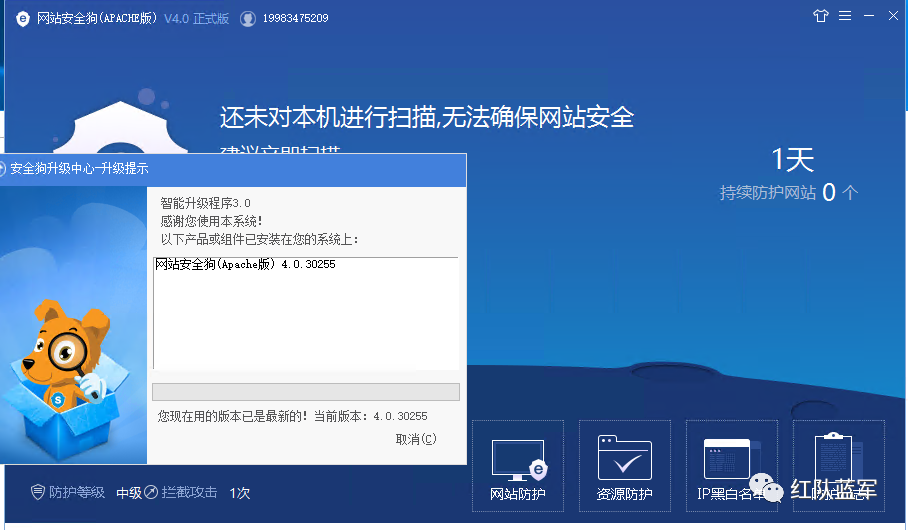 网站安全狗(APACHE版) V4.0 正式版 19983475209
还未对本机进行扫描,无法确保网站安全
建议立即扫描
1天
持续防护网站 0 个
安全狗升级中心-升级提示
智能升级程序3.0
感谢您使用本系统!
以下产品或组件已安装在您的系统上:
网站安全狗(Apache版) 4.0.30255
您现在用的版本已是最新的! 当前版本: 4.0.30255
取消(C)
防护等级 中级 拦截攻击 1次
网站防护
资源防护
IP黑白名单
红队蓝军